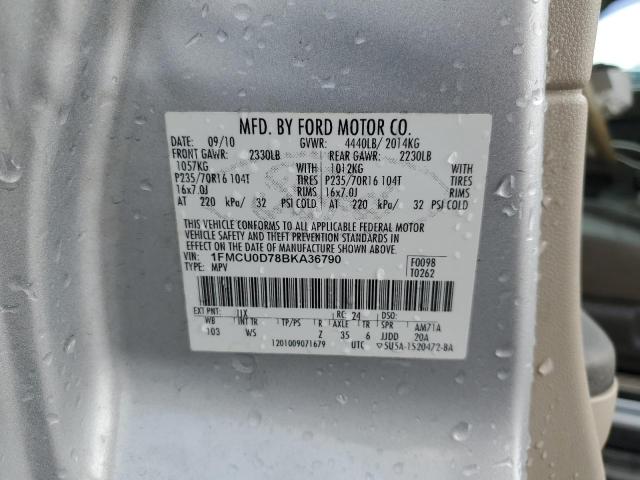 MFD. BY FORD MOTOR CO.
DATE: 09/10 GVWR: 4440LB/ 2014KG
FRONT GAWR: 2330LB REAR GAWR: 2230LB
1057KG WITH 1012KG WITH
P235/70R16 104T TIRES P235/70R16 104T TIRES
16x7.0J RIMS 16x7.0J RIMS
AT 220 kPa/ 32 PSI COLD AT 220 kPa/ 32 PSI COLD
THIS VEHICLE CONFORMS TO ALL APPLICABLE FEDERAL MOTOR
VEHICLE SAFETY AND THEFT PREVENTION STANDARDS IN
EFFECT ON THE DATE OF MANUFACTURE SHOWN ABOVE.
VIN: 1FMCU0D78BKA36790 F0098
TYPE: MPV T0262
EXT PNT: UX RC: 24 DSO:
WB INT TR TP/PS R AXLE TR SPR AM71A
103 WS 2 35 6 JJDD 20A
1201009071679 UTC ▽5U5A-1520472-BA